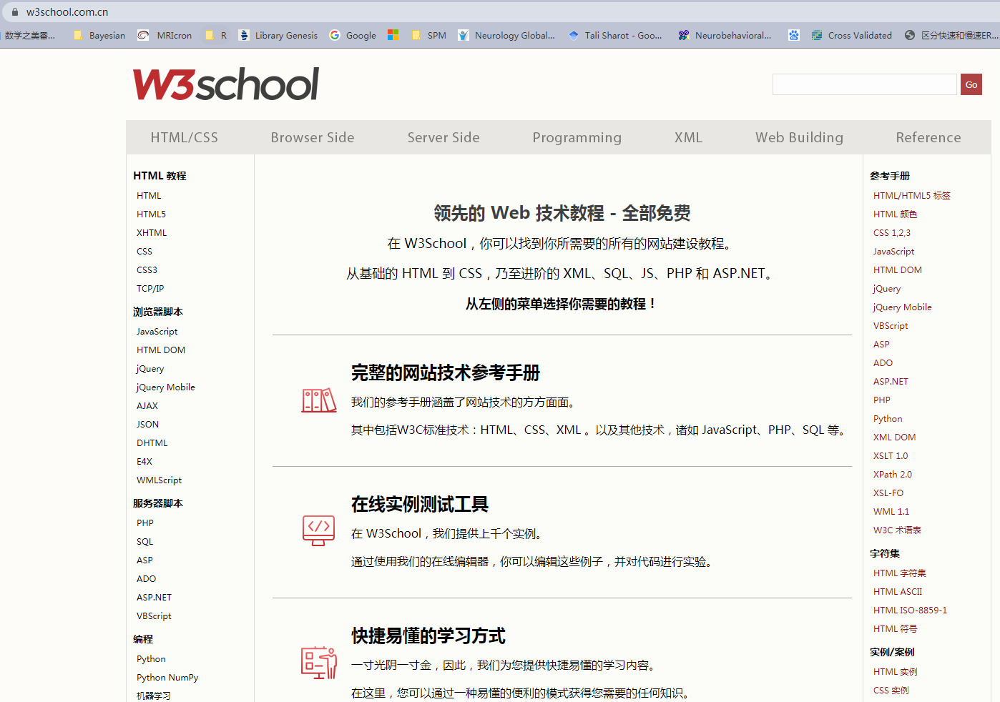 w3school.com.cn
数学之美番...
Bayesian
MRIcron
R
Library Genesis
Google
SPM
Neurology Global...
Tali Sharot - Goo...
Neurobehavioral...
Cross Validated
区分快速和慢速ER...
W3school
Go
HTML/CSS
Browser Side
Server Side
Programming
XML
Web Building
Reference
HTML 教程
HTML
HTML5
XHTML
CSS
CSS3
TCP/IP
浏览器脚本
JavaScript
HTML DOM
jQuery
jQuery Mobile
AJAX
JSON
DHTML
E4X
WMLScript
服务器脚本
PHP
SQL
ASP
ADO
ASP.NET
VBScript
编程
Python
Python NumPy
机器学习
领先的 Web 技术教程 - 全部免费
在 W3School，你可以找到你所需要的所有的网站建设教程。
从基础的 HTML 到 CSS，乃至进阶的 XML、SQL、JS、PHP 和 ASP.NET。
从左侧的菜单选择你需要的教程！
完整的网站技术参考手册
我们的参考手册涵盖了网站技术的方方面面。
其中包括W3C标准技术：HTML、CSS、XML 。以及其他技术，诸如 JavaScript、PHP、SQL 等。
在线实例测试工具
在 W3School，我们提供上千个实例。
通过使用我们的在线编辑器，你可以编辑这些例子，并对代码进行实验。
快捷易懂的学习方式
一寸光阴一寸金，因此，我们为您提供快捷易懂的学习内容。
在这里，您可以通过一种易懂的便利的模式获得您需要的任何知识。
参考手册
HTML/HTML5 标签
HTML 颜色
CSS 1,2,3
JavaScript
HTML DOM
jQuery
jQuery Mobile
VBScript
ASP
ADO
ASP.NET
PHP
Python
XML DOM
XSLT 1.0
XPath 2.0
XSL-FO
WML 1.1
W3C 术语表
字符集
HTML 字符集
HTML ASCII
HTML ISO-8859-1
HTML 符号
实例/案例
HTML 实例
CSS 实例